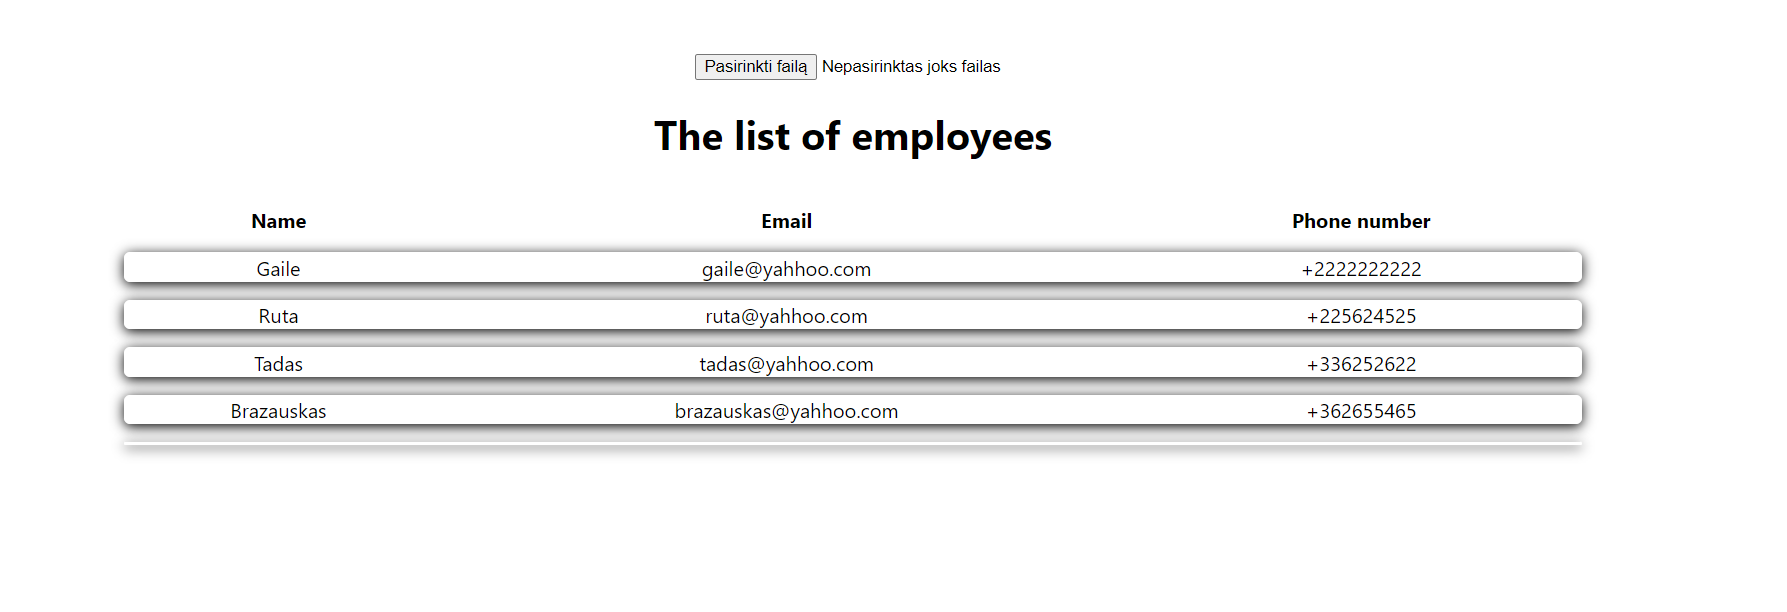 Pasirinkti failą Nepasirinktas joks failas
The list of employees
Name Email Phone number
Gaile gaile@yahhoo.com +2222222222
Ruta ruta@yahhoo.com +225624525
Tadas tadas@yahhoo.com +336252622
Brazauskas brazauskas@yahhoo.com +362655465